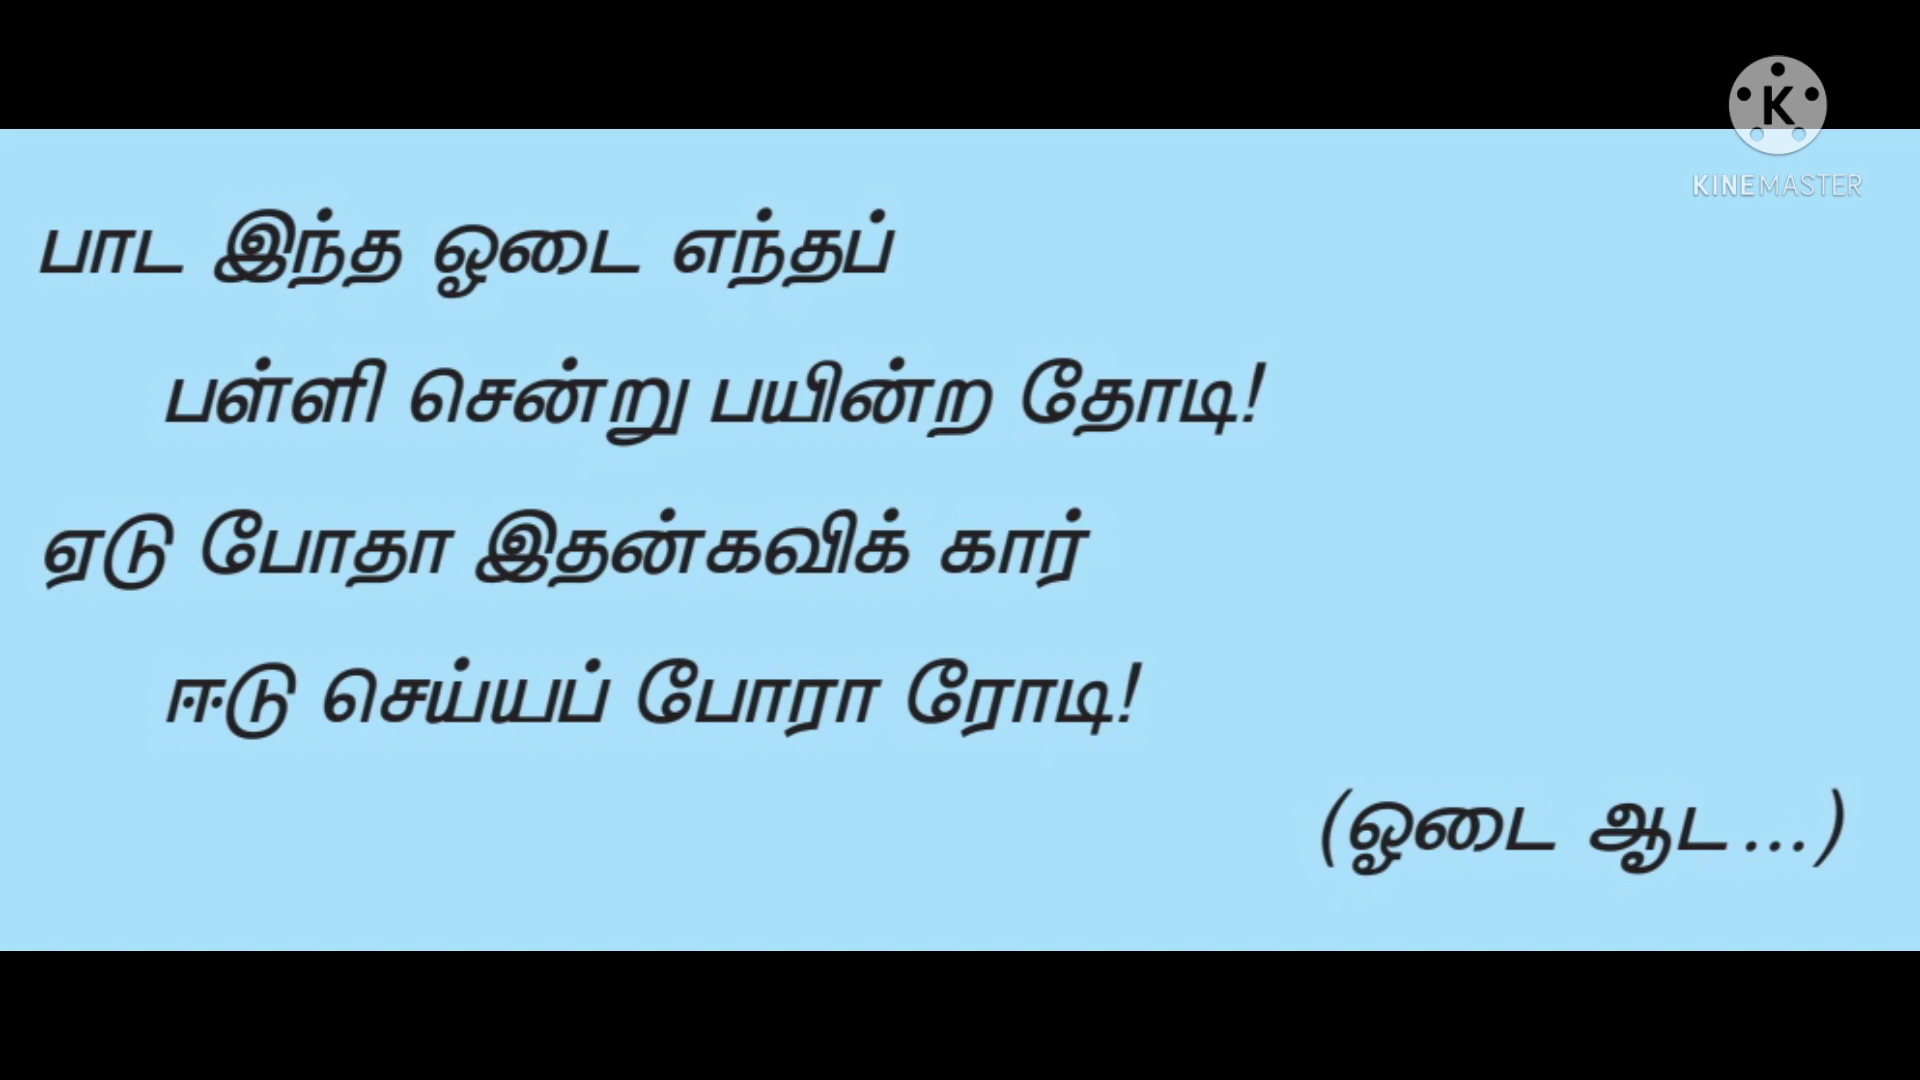 K
KINEMASTER
பாட இந்த ஓடை எந்தப்
பள்ளி சென்று பயின்ற தோடி!
ஏடு போதா இதன்கவிக் கார்
ஈடு செய்யப் போரா ரோடி!
(ஓடை ஆட...)